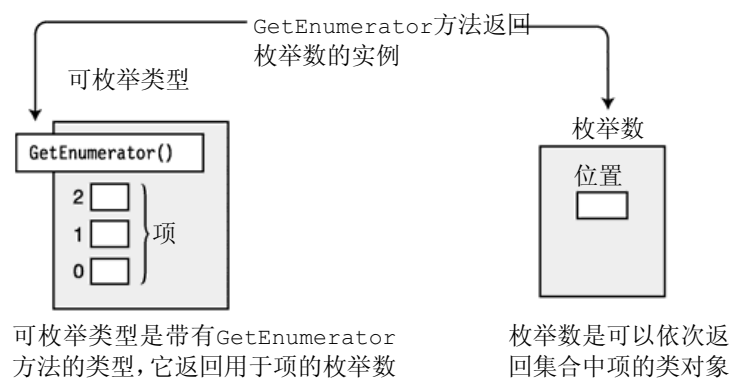 GetEnumerator方法返回
枚举数的实例
可枚举类型
枚举数
GetEnumerator()
位置
2
1
项
0
可枚举类型是带有GetEnumerator
方法的类型,它返回用于项的枚举数
枚举数是可以依次返
回集合中项的类对象